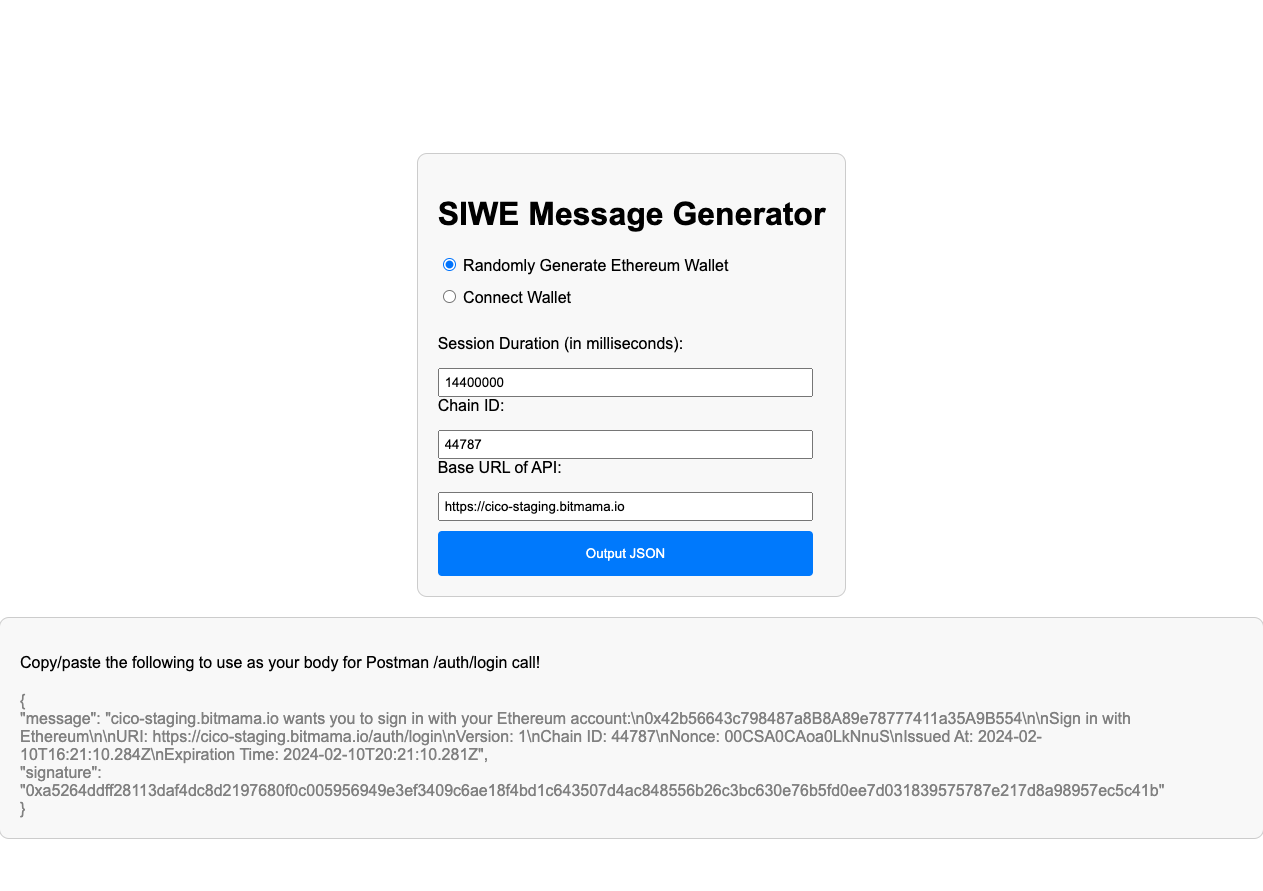 SIWE Message Generator
Randomly Generate Ethereum Wallet
Connect Wallet
Session Duration (in milliseconds):
14400000
Chain ID:
44787
Base URL of API:
https://cico-staging.bitmama.io
Output JSON
Copy/paste the following to use as your body for Postman /auth/login call!
{
"message": "cico-staging.bitmama.io wants you to sign in with your Ethereum account:\n0x42b56643c798487a8B8A89e78777411a35A9B554\n\nSign in with
Ethereum\n\nURI: https://cico-staging.bitmama.io/auth/login\nVersion: 1\nChain ID: 44787\nNonce: 00CSA0CAoa0LkNnuS\nIssued At: 2024-02-
10T16:21:10.284Z\nExpiration Time: 2024-02-10T20:21:10.281Z",
"signature":
"0xa5264ddff28113daf4dc8d2197680f0c005956949e3ef3409c6ae18f4bd1c643507d4ac848556b26c3bc630e76b5fd0ee7d031839575787e217d8a98957ec5c41b"
}